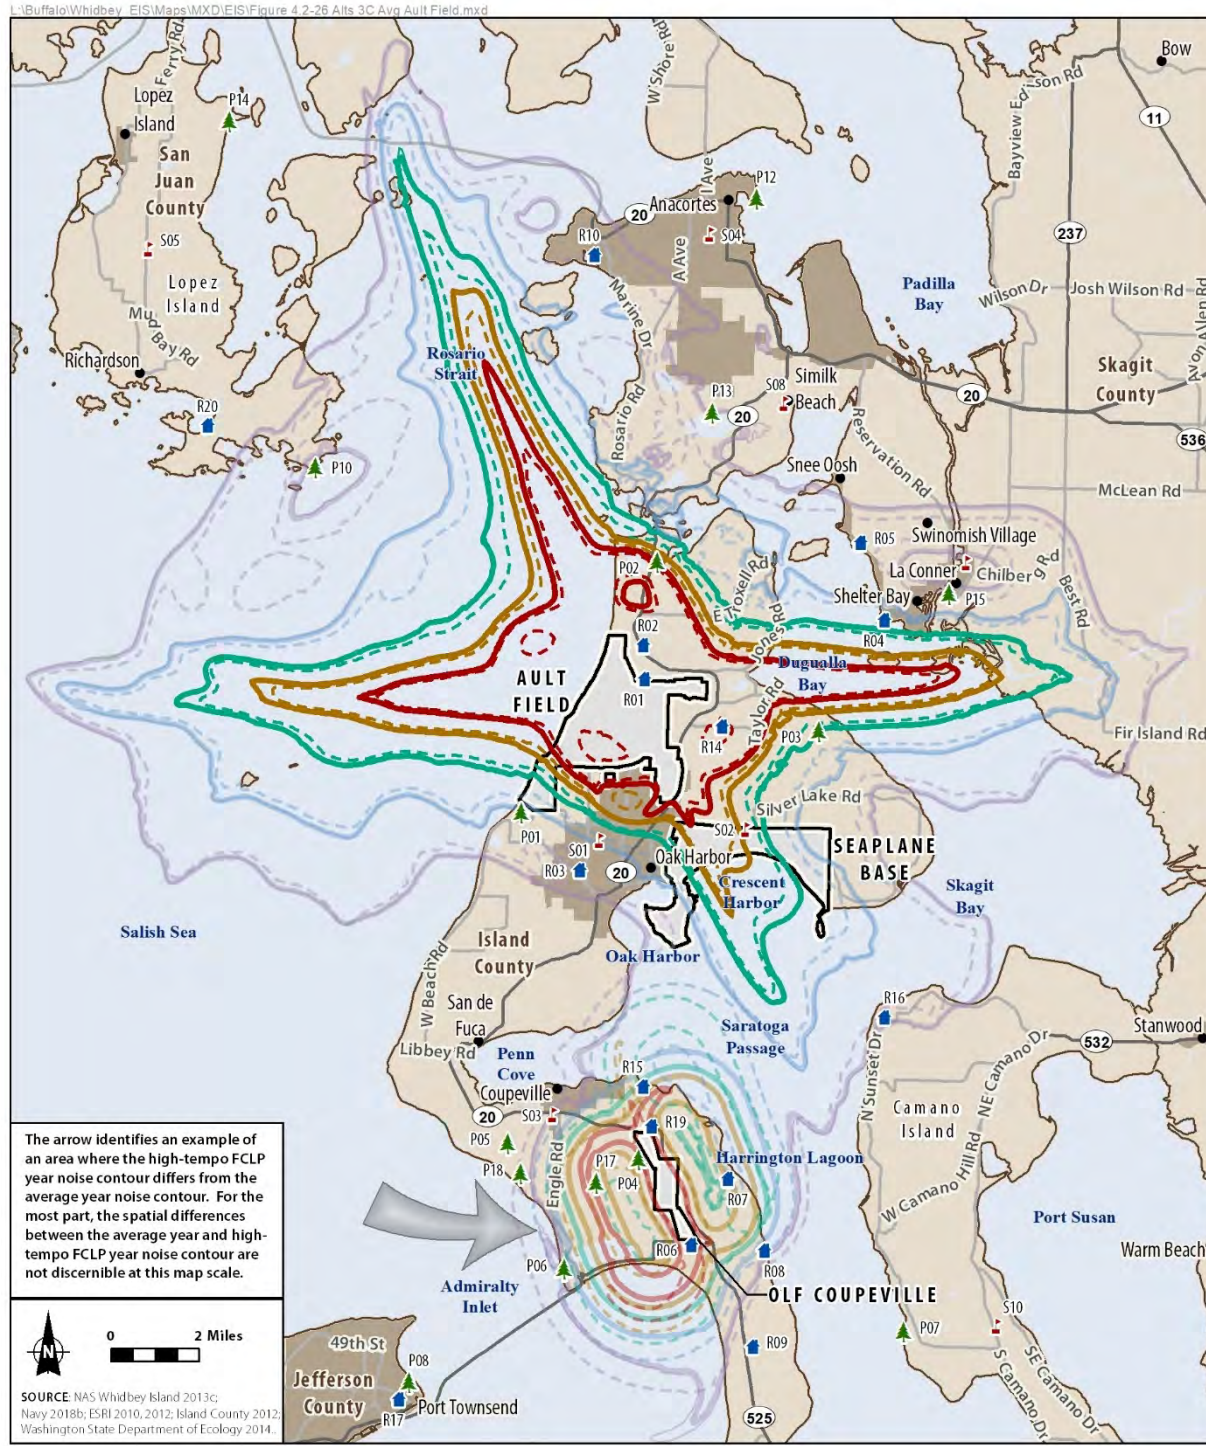 L:\Buffalo\Whidbey_EIS\Maps\MXD\EIS\Figure 4.2-26 Alts 3C Avg Ault Field.mxd
Ferry Rd
W Shore Rd
Bow
Lopez
Island
P14
Bayview Edison Rd
11
San
Juan
County
I Ave
P12
Anacortes
20
237
R10
S04
S05
A Ave
Padilla
Bay
Lopez
Island
Marine Dr
Wilson Dr
Josh Wilson Rd
Avon Allen Rd
Mud Bay Rd
Richardson
Rosario
Strait
Skagit
County
Similk
Beach
S08
P13
20
20
R20
Rosario Rd
Reservation Rd
536
P10
Snee Oosh
McLean Rd
Swinomish Village
R05
P02
La Conner
Chilberg Rd
E Troxell Rd
Shelter Bay
P15
Best Rd
R02
Jones Rd
R04
AULT
FIELD
R01
Dugualla
Bay
R14
Taylor Rd
P03
Fir Island Rd
Silver Lake Rd
P01
S02
S01
SEAPLANE
BASE
R03
20
Oak Harbor
Crescent
Harbor
Skagit
Bay
Salish Sea
Island
County
Oak Harbor
W Beach Rd
San de
Fuca
R16
Saratoga
Passage
Stanwood
Libbey Rd
532
Penn
Cove
R15
N Sunset Dr
NE Camano Dr
Coupeville
20
S03
R19
Camano
Island
The arrow identifies an example of
an area where the high-tempo FCLP
year noise contour differs from the
average year noise contour. For the
most part, the spatial differences
between the average year and high-
tempo FCLP year noise contour are
not discernible at this map scale.
P05
Engle Rd
P17
Harrington Lagoon
P18
P04
R07
W Camano Hill Rd
Port Susan
R06
Warm Beach
P06
R08
Admiralty
Inlet
OLF COUPEVILLE
S10
N
0
2 Miles
49th St
P07
R09
P08
Jefferson
County
SOURCE: NAS Whidbey Island 2013c;
Navy 2018b; ESRI 2010, 2012; Island County 2012;
Washington State Department of Ecology 2014..
R17
Port Townsend
525
S Camano Dr
SE Camano Dr